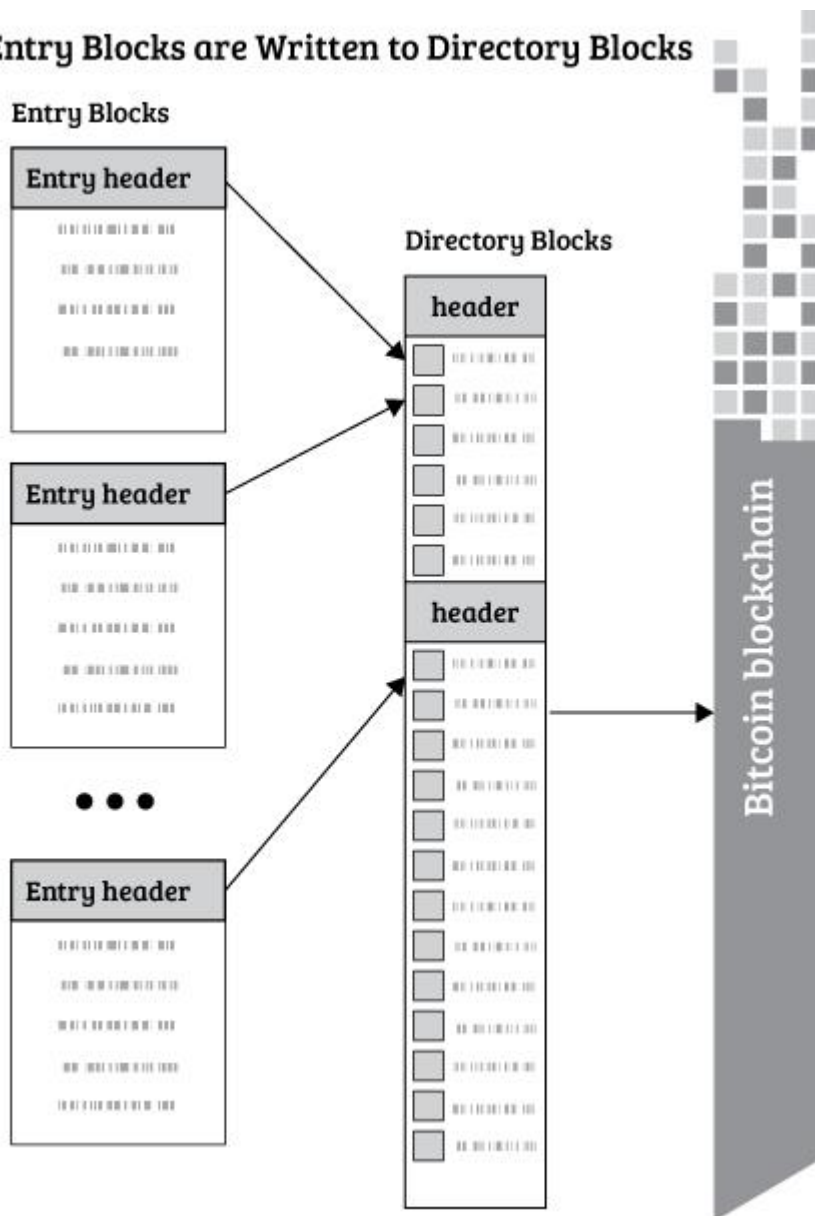 Entry Blocks are Written to Directory Blocks
Entry Blocks
Entry header
Entry header
Entry header
Directory Blocks
header
header
Bitcoin blockchain